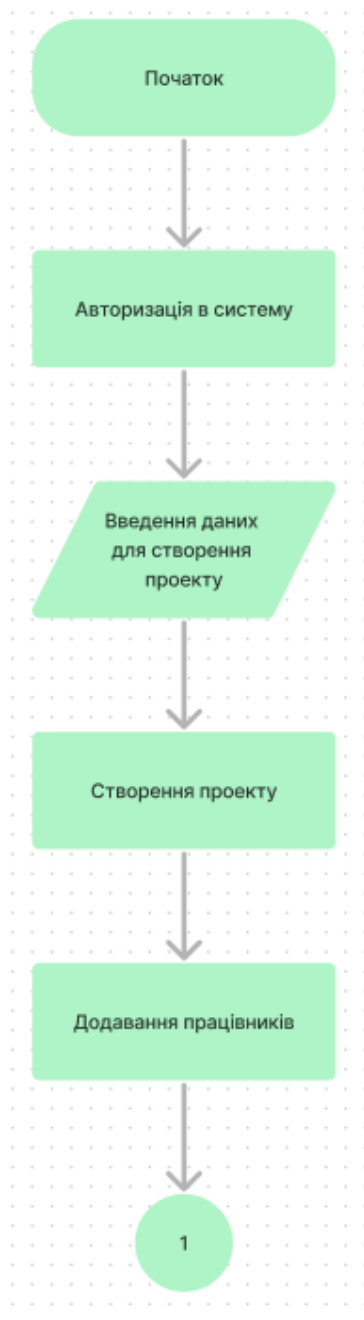 Початок
Авторизація в систему
Введення даних
для створення
проекту
Створення проекту
Додавання працівників
1